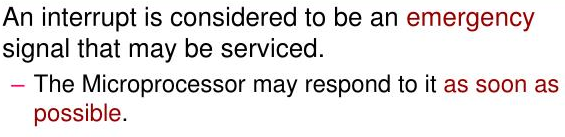 An interrupt is considered to be an emergency
signal that may be serviced.
– The Microprocessor may respond to it as soon as
possible.